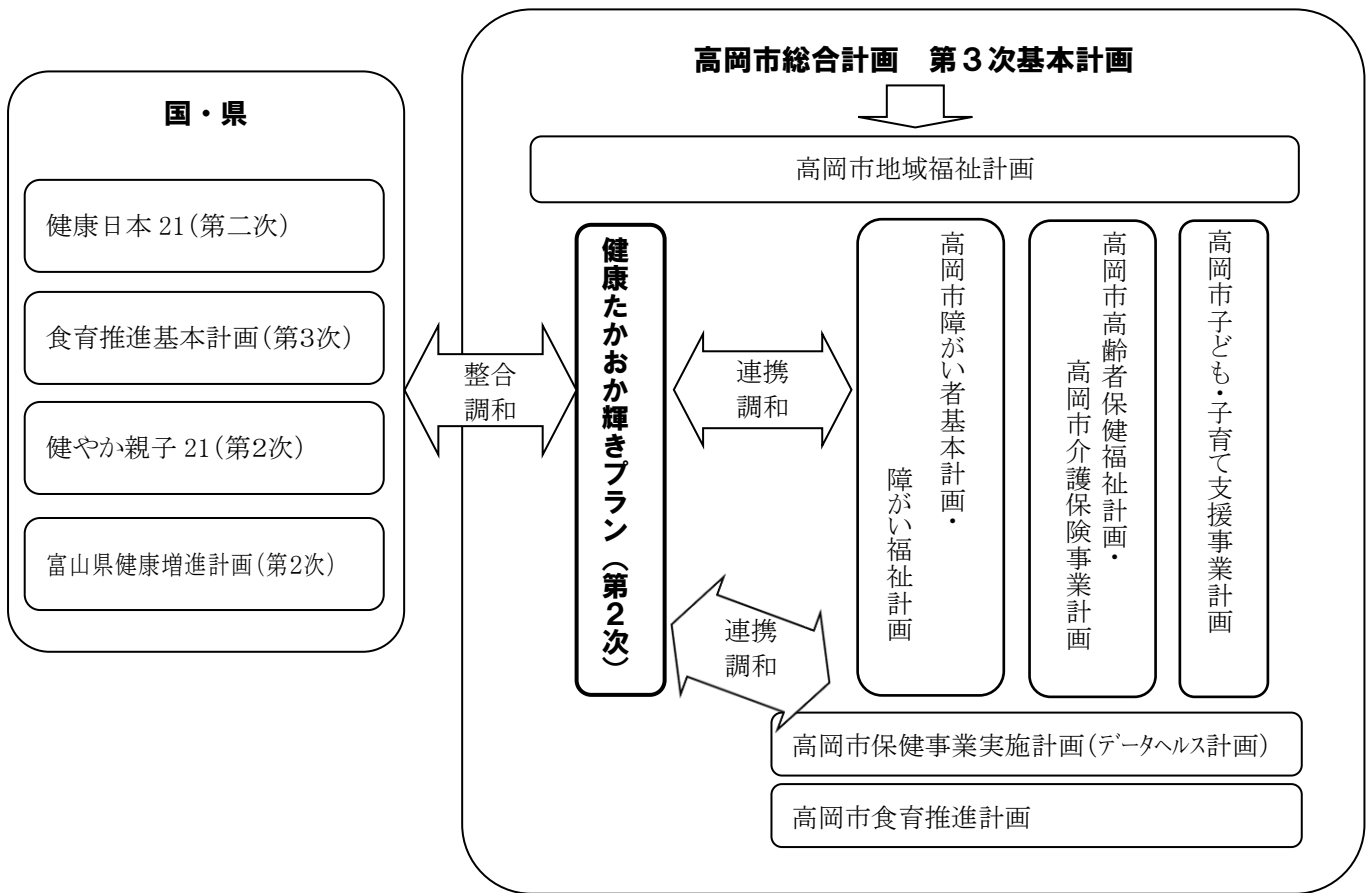 高岡市総合計画　第３次基本計画
国・県
高岡市地域福祉計画
健康日本 21(第二次)
食育推進基本計画(第3次)
健やか親子 21(第2次)
富山県健康増進計画(第2次)
整合
調和
健康たかおか輝きプラン（第２次）
連携
調和
連携
調和
高岡市障がい者基本計画・
障がい福祉計画
高岡市高齢者保健福祉計画・
高岡市介護保険事業計画
高岡市子ども・子育て支援事業計画
高岡市保健事業実施計画(データヘルス計画)
高岡市食育推進計画